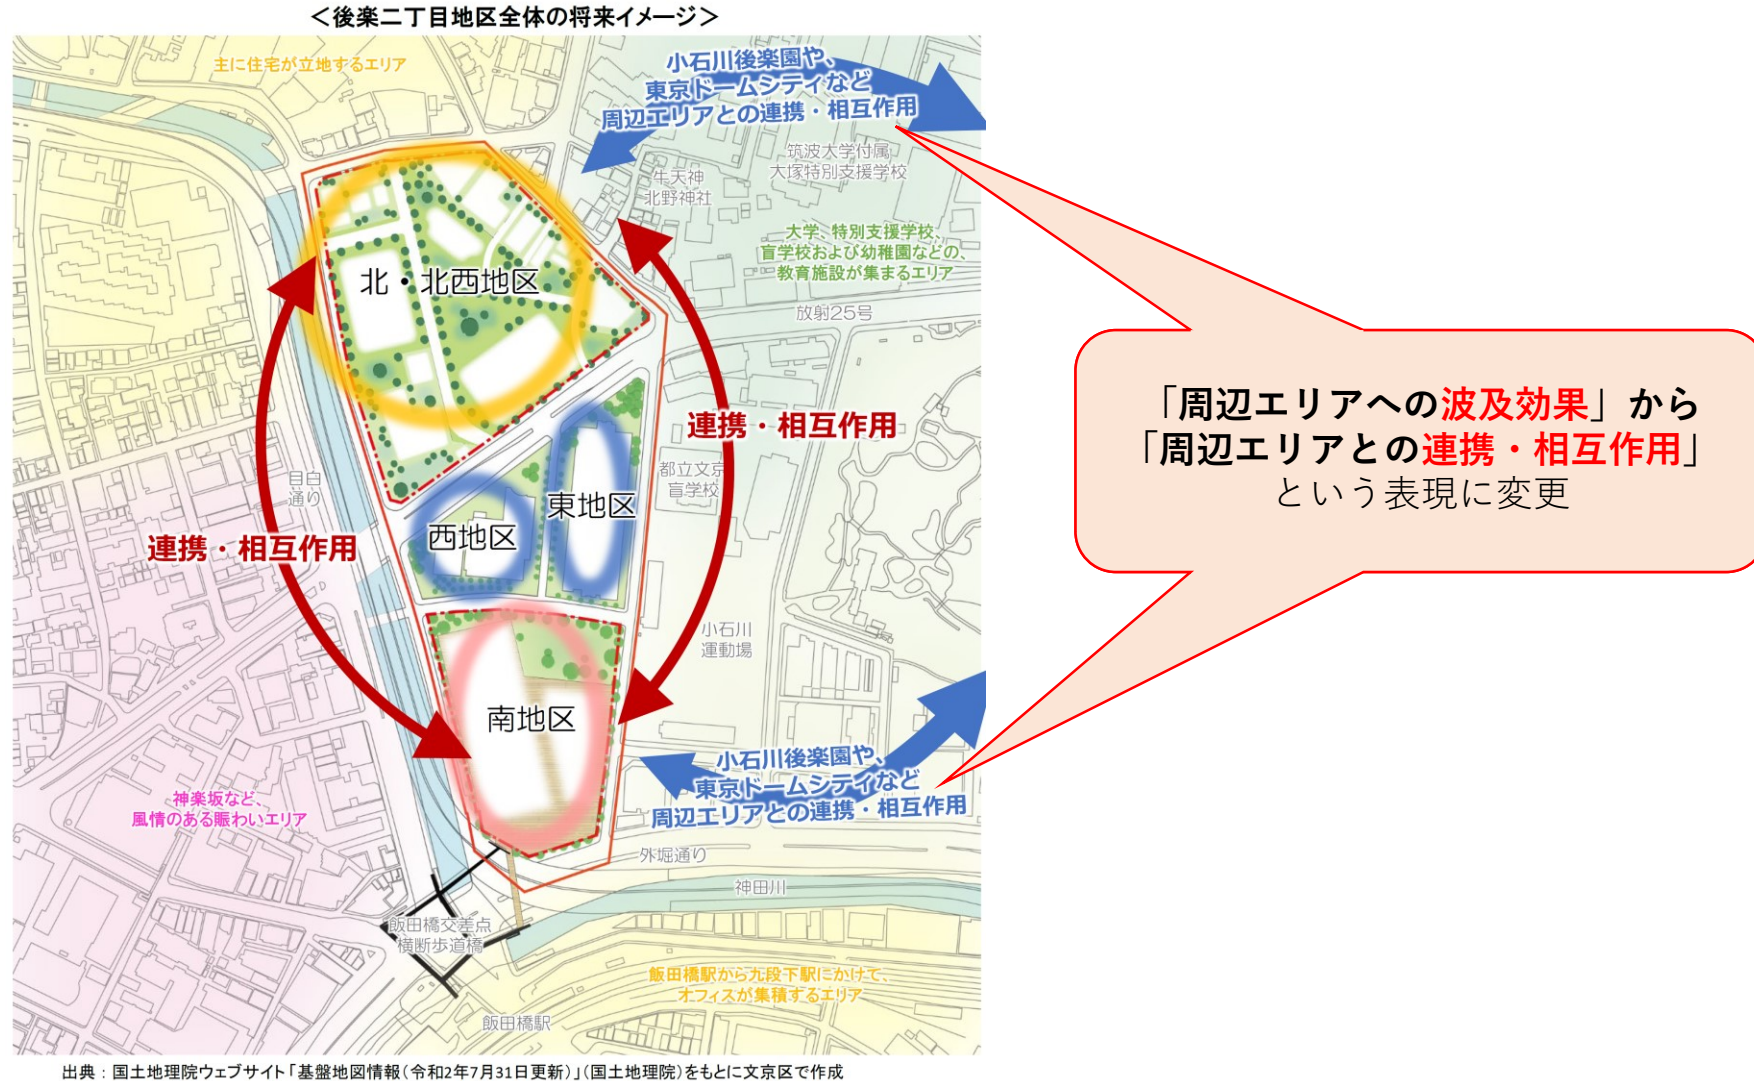 ＜後楽二丁目地区全体の将来イメージ＞
主に住宅が立地するエリア
小石川後楽園や、
東京ドームシティなど
周辺エリアとの連携・相互作用
筑波大学付属
大塚特別支援学校
牛天神
北野神社
大学、特別支援学校、
盲学校および幼稚園などの、
教育施設が集まるエリア
北・北西地区
放射25号
「周辺エリアへの波及効果」から
「周辺エリアとの連携・相互作用」
という表現に変更
連携・相互作用
都立文京
盲学校
目白
通り
東地区
西地区
連携・相互作用
小石川
運動場
南地区
小石川後楽園や、
東京ドームシティなど
周辺エリアとの連携・相互作用
神楽坂など、
風情のある賑わいエリア
外堀通り
神田川
飯田橋交差点
横断歩道橋
飯田橋駅から九段下駅にかけて、
オフィスが集積するエリア
飯田橋駅
出典：国土地理院ウェブサイト「基盤地図情報（令和2年7月31日更新）」（国土地理院）をもとに文京区で作成